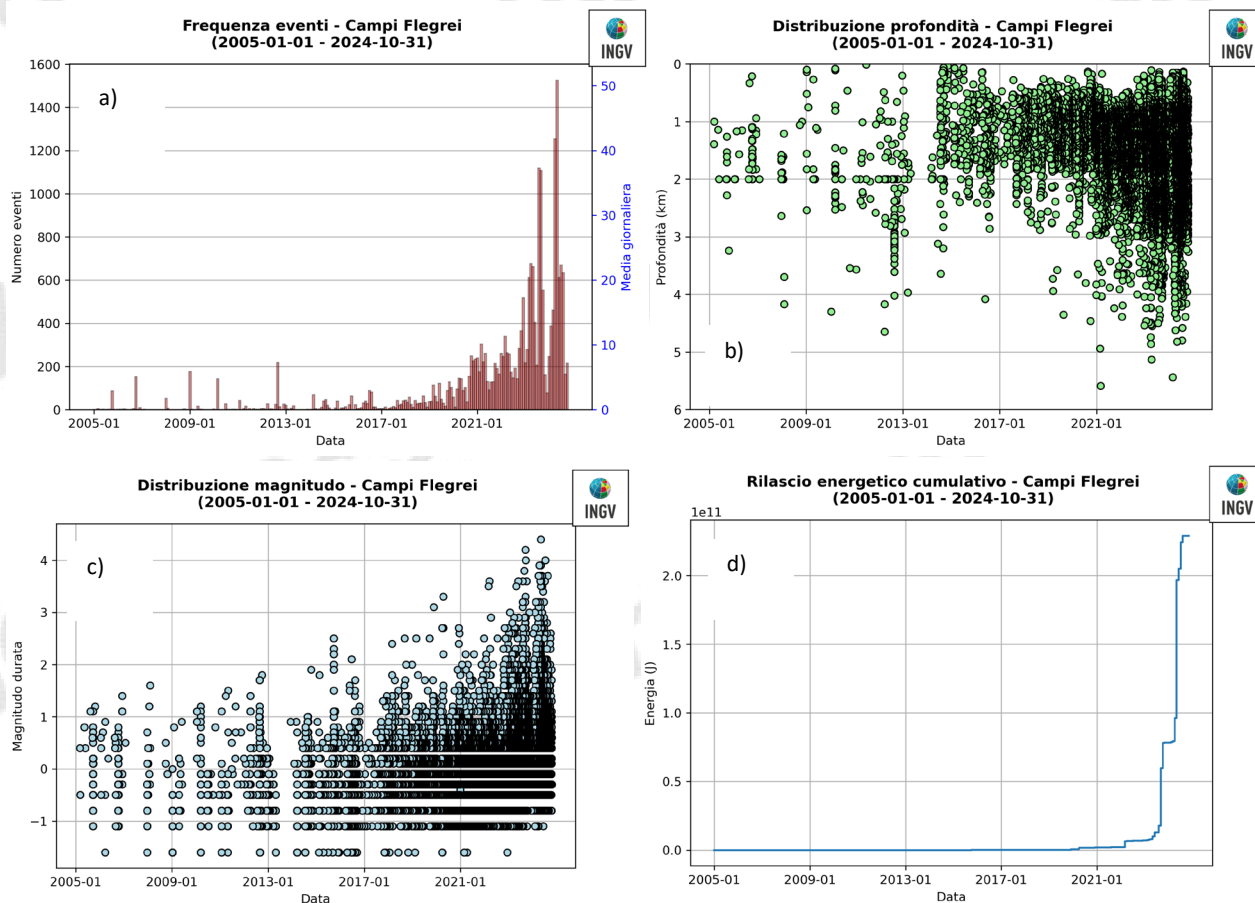 Frequenza eventi - Campi Flegrei
(2005-01-01 - 2024-10-31)
INGV
a)
1600
1400
1200
1000
800
600
400
200
0
Numero eventi
50
40
30
20
10
0
Media giornaliera
2005-01 2009-01 2013-01 2017-01 2021-01
Data
Distribuzione profondità - Campi Flegrei
(2005-01-01 - 2024-10-31)
INGV
b)
0
1
2
3
4
5
6
Profondità (km)
2005-01 2009-01 2013-01 2017-01 2021-01
Data
Distribuzione magnitudo - Campi Flegrei
(2005-01-01 - 2024-10-31)
INGV
c)
4
3
2
1
0
−1
Magnitudo durata
2005-01 2009-01 2013-01 2017-01 2021-01
Data
Rilascio energetico cumulativo - Campi Flegrei
(2005-01-01 - 2024-10-31)
INGV
1e11
d)
2.0
1.5
1.0
0.5
0.0
Energia (J)
2005-01 2009-01 2013-01 2017-01 2021-01
Data